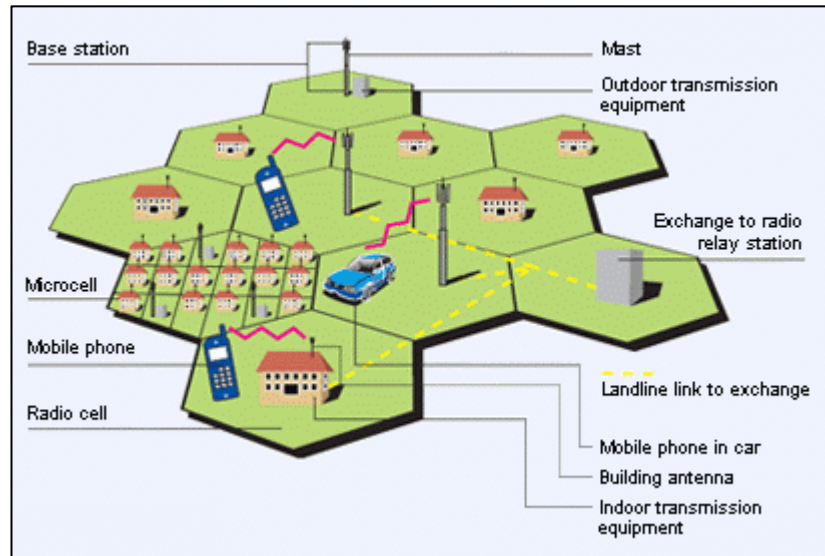 Base station
Mast
Outdoor transmission
equipment
Exchange to radio
relay station
Microcell
Mobile phone
Landline link to exchange
Radio cell
Mobile phone in car
Building antenna
Indoor transmission
equipment